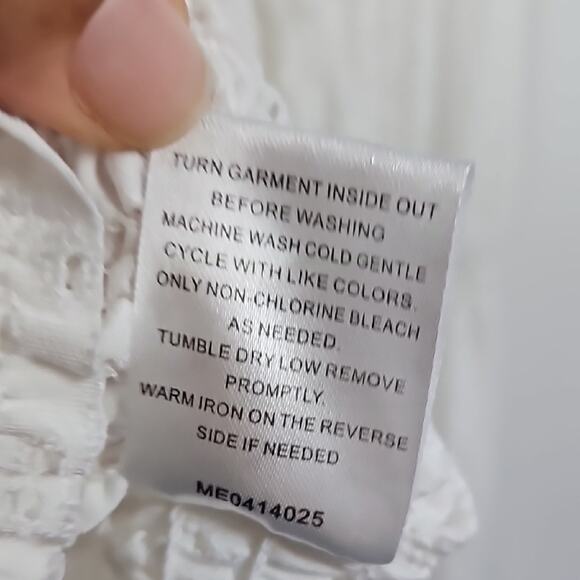 TURN GARMENT INSIDE OUT
BEFORE WASHING
MACHINE WASH COLD GENTLE
CYCLE WITH LIKE COLORS.
ONLY NON-CHLORINE BLEACH
AS NEEDED.
TUMBLE DRY LOW REMOVE
PROMPTLY.
WARM IRON ON THE REVERSE
SIDE IF NEEDED
ME0414025